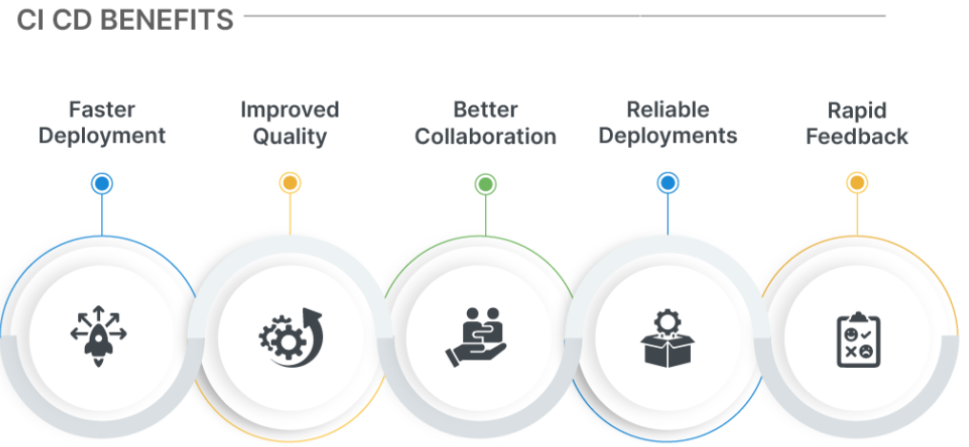 CI CD BENEFITS
Faster
Deployment
Improved
Quality
Better
Collaboration
Reliable
Deployments
Rapid
Feedback